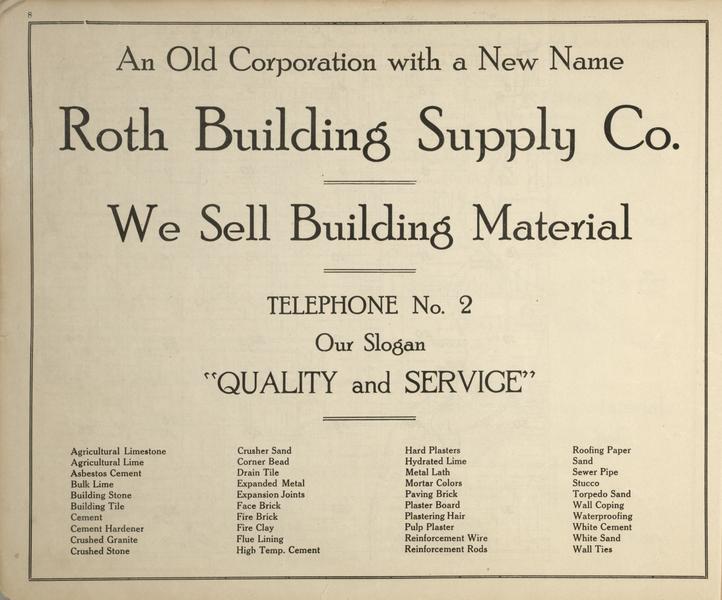 8
An Old Corporation with a New Name
Roth Building Supply Co.
We Sell Building Material
TELEPHONE No. 2
Our Slogan
"QUALITY and SERVICE"
Agricultural Limestone
Agricultural Lime
Asbestos Cement
Bulk Lime
Building Stone
Building Tile
Cement
Cement Hardener
Crushed Granite
Crushed Stone
Crusher Sand
Corner Bead
Drain Tile
Expanded Metal
Expansion Joints
Face Brick
Fire Brick
Fire Clay
Flue Lining
High Temp. Cement
Hard Plasters
Hydrated Lime
Metal Lath
Mortar Colors
Paving Brick
Plaster Board
Plastering Hair
Pulp Plaster
Reinforcement Wire
Reinforcement Rods
Roofing Paper
Sand
Sewer Pipe
Stucco
Torpedo Sand
Wall Coping
Waterproofing
White Cement
White Sand
Wall Ties